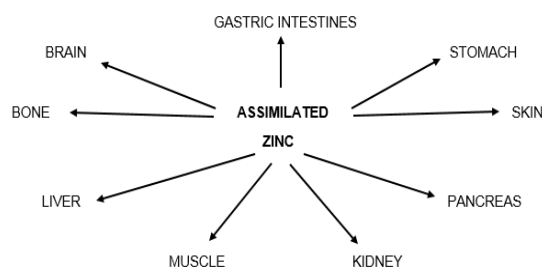 GASTRIC INTESTINES
BRAIN
STOMACH
BONE
ASSIMILATED
ZINC
SKIN
LIVER
PANCREAS
MUSCLE
KIDNEY